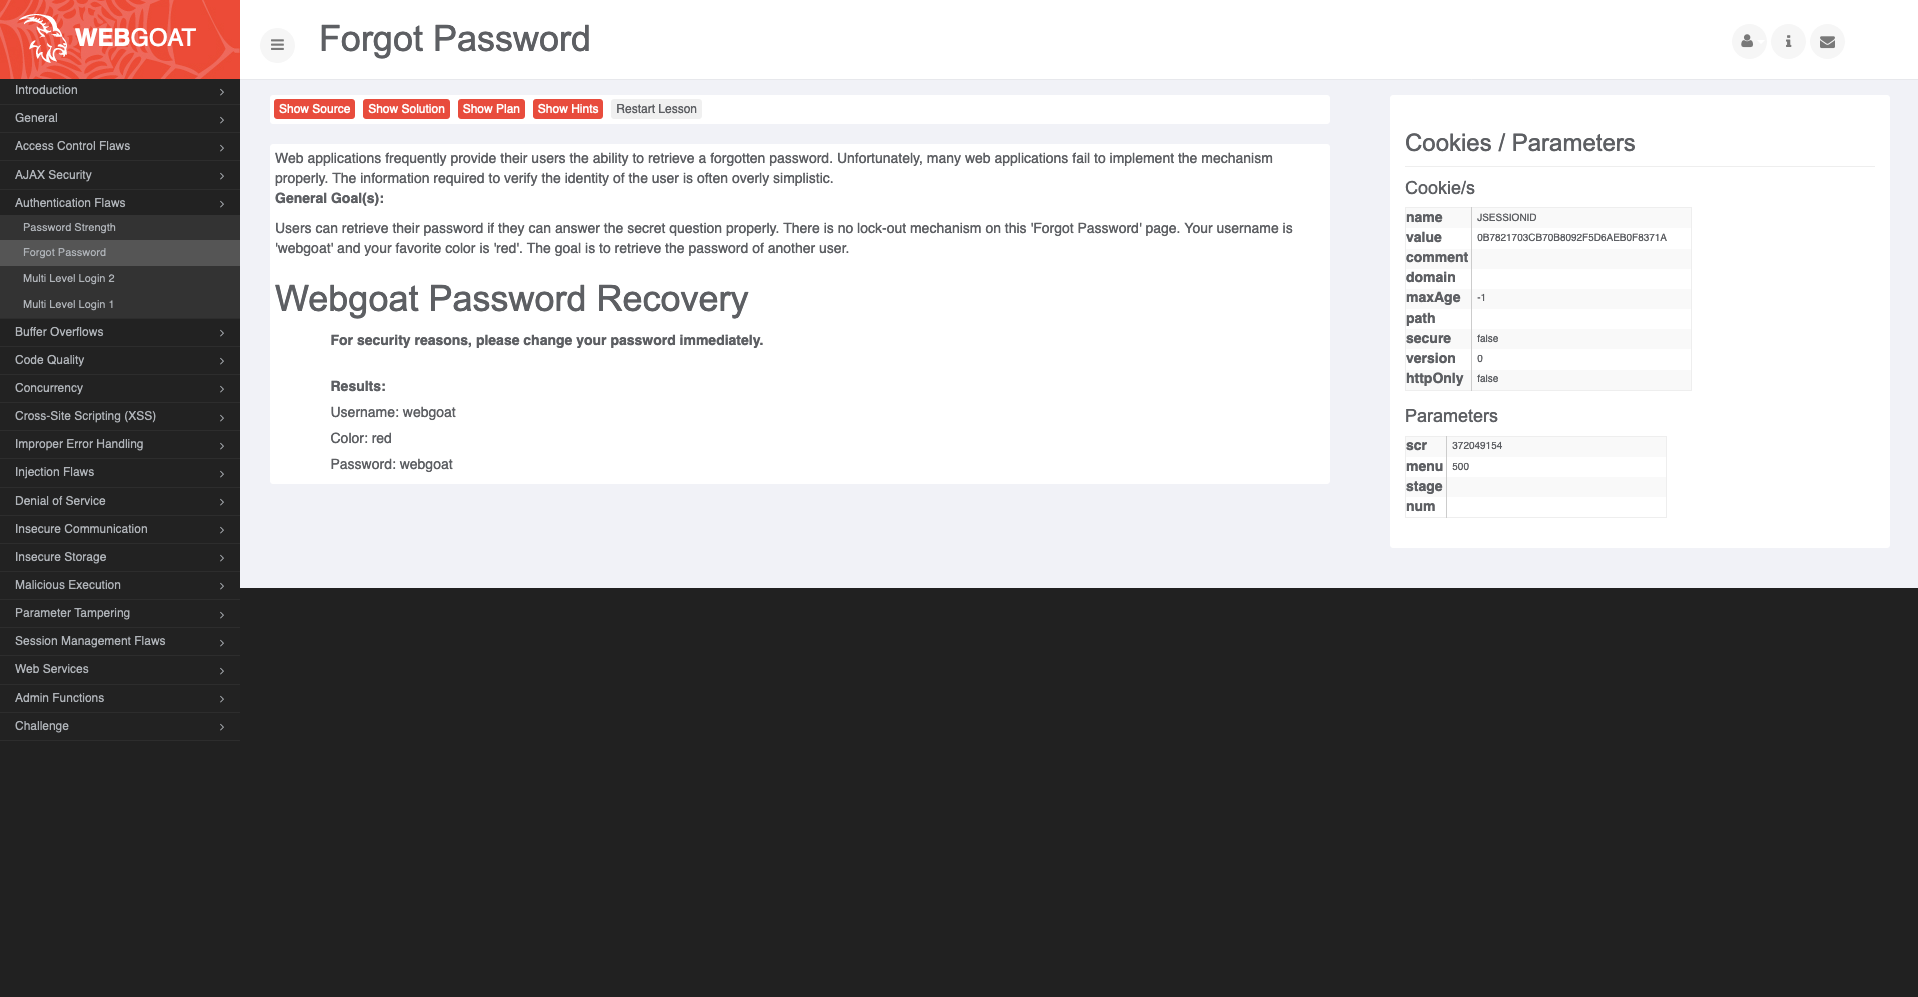 WEBGOAT
Forgot Password
Introduction
General
Access Control Flaws
AJAX Security
Authentication Flaws
Password Strength
Forgot Password
Multi Level Login 2
Multi Level Login 1
Buffer Overflows
Code Quality
Concurrency
Cross-Site Scripting (XSS)
Improper Error Handling
Injection Flaws
Denial of Service
Insecure Communication
Insecure Storage
Malicious Execution
Parameter Tampering
Session Management Flaws
Web Services
Admin Functions
Challenge
Show Source Show Solution Show Plan Show Hints Restart Lesson
Web applications frequently provide their users the ability to retrieve a forgotten password. Unfortunately, many web applications fail to implement the mechanism
properly. The information required to verify the identity of the user is often overly simplistic.
General Goal(s):
Users can retrieve their password if they can answer the secret question properly. There is no lock-out mechanism on this 'Forgot Password' page. Your username is
'webgoat' and your favorite color is 'red'. The goal is to retrieve the password of another user.
Webgoat Password Recovery
For security reasons, please change your password immediately.
Results:
Username: webgoat
Color: red
Password: webgoat
Cookies / Parameters
Cookie/s
name JSESSIONID
value 0B7821703CB70B8092F5D6AEB0F8371A
comment
domain
maxAge -1
path
secure false
version 0
httpOnly false
Parameters
scr 372049154
menu 500
stage
num